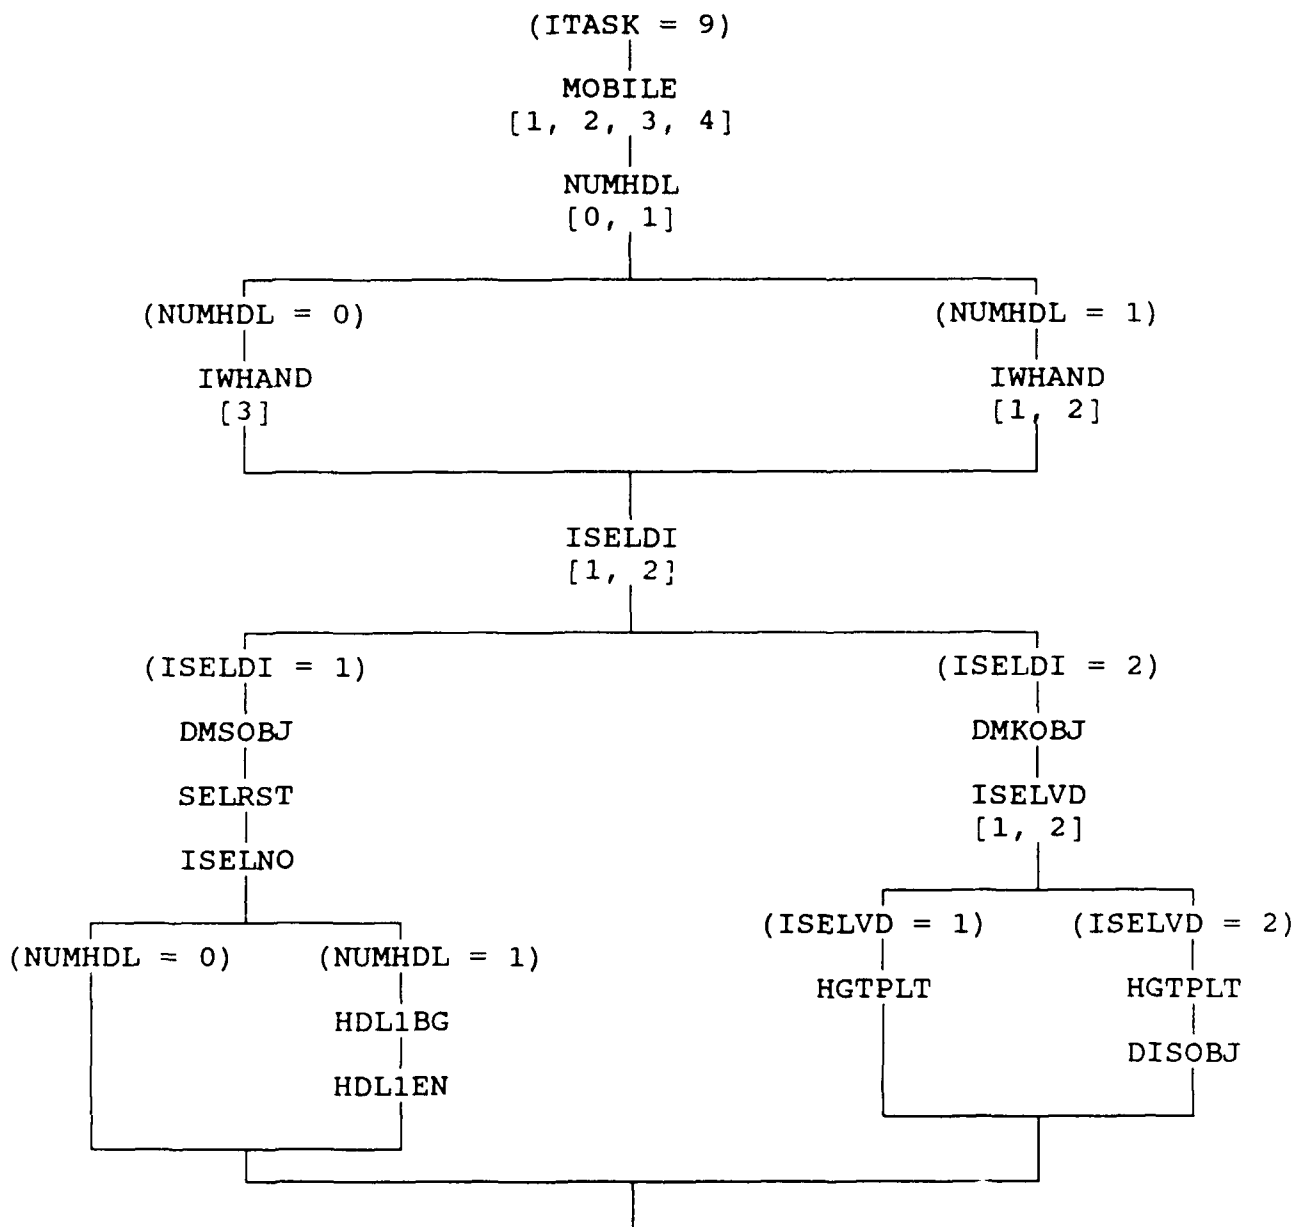 (ITASK = 9)
MOBILE
[1, 2, 3, 4]
NUMHDL
[0, 1]
(NUMHDL = 0) (NUMHDL = 1)
IWHAND IWHAND
[3] [1, 2]
ISELDI
[1, 2]
(ISELDI = 1) (ISELDI = 2)
DMSOBJ DMKOBJ
SELRST ISELVD
[1, 2]
ISELNO
(ISELVD = 1) (ISELVD = 2)
(NUMHDL = 0) (NUMHDL = 1)
HGTPLT HGTPLT
HDL1BG
DISOBJ
HDL1EN